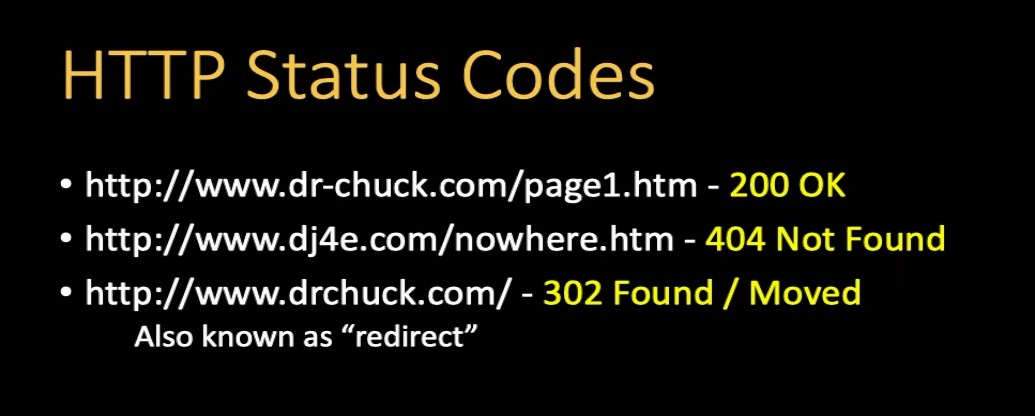 HTTP Status Codes
• http://www.dr-chuck.com/page1.htm - 200 OK
• http://www.dj4e.com/nowhere.htm - 404 Not Found
• http://www.drchuck.com/ - 302 Found / Moved
Also known as “redirect”